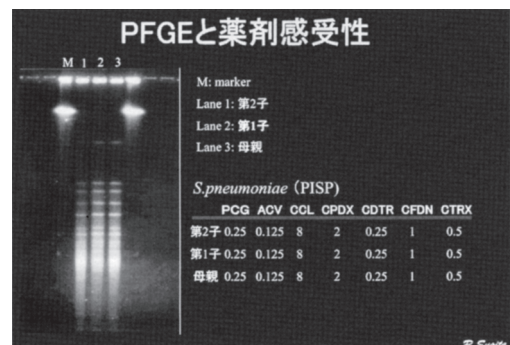 PFGEと薬剤感受性
M 1 2 3
M: marker
Lane 1: 第2子
Lane 2: 第1子
Lane 3: 母親
S.pneumoniae (PISP)
PCG ACV CCL CPDX CDTR CFDN CTRX
第2子 0.25 0.125 8 2 0.25 1 0.5
第1子 0.25 0.125 8 2 0.25 1 0.5
母親 0.25 0.125 8 2 0.25 1 0.5